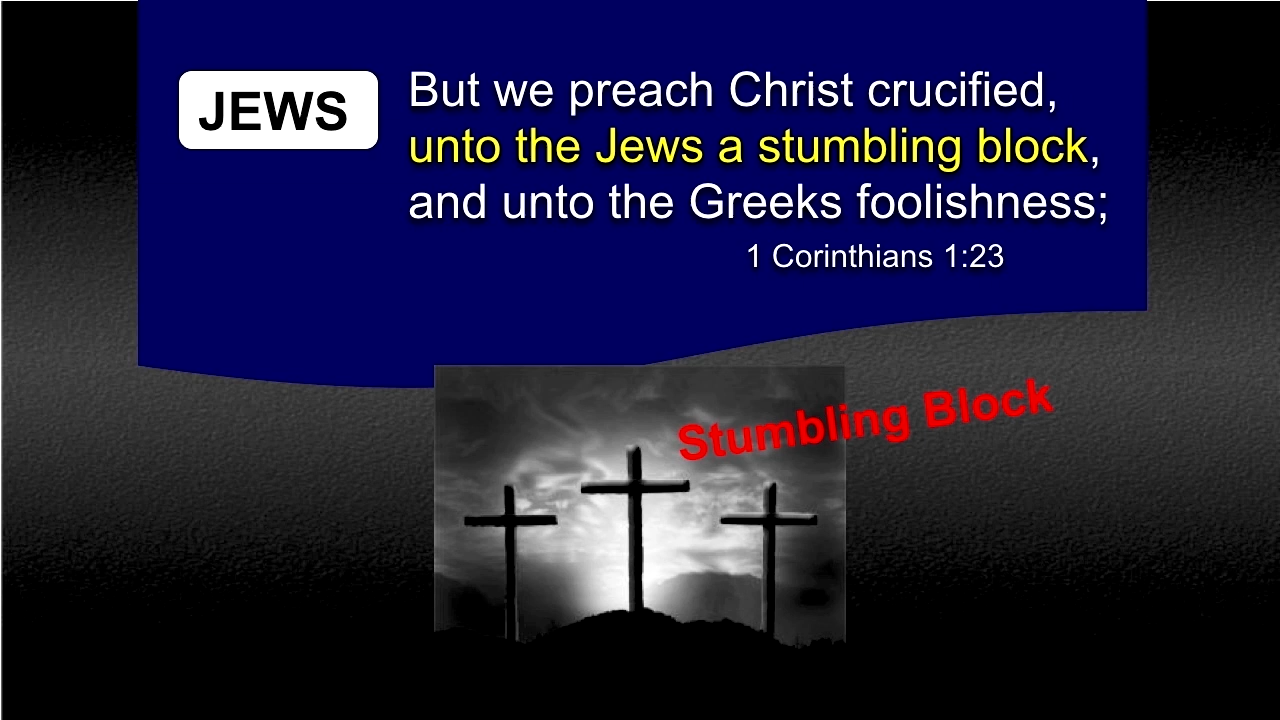 JEWS
But we preach Christ crucified,
unto the Jews a stumbling block,
and unto the Greeks foolishness;
1 Corinthians 1:23
Stumbling Block